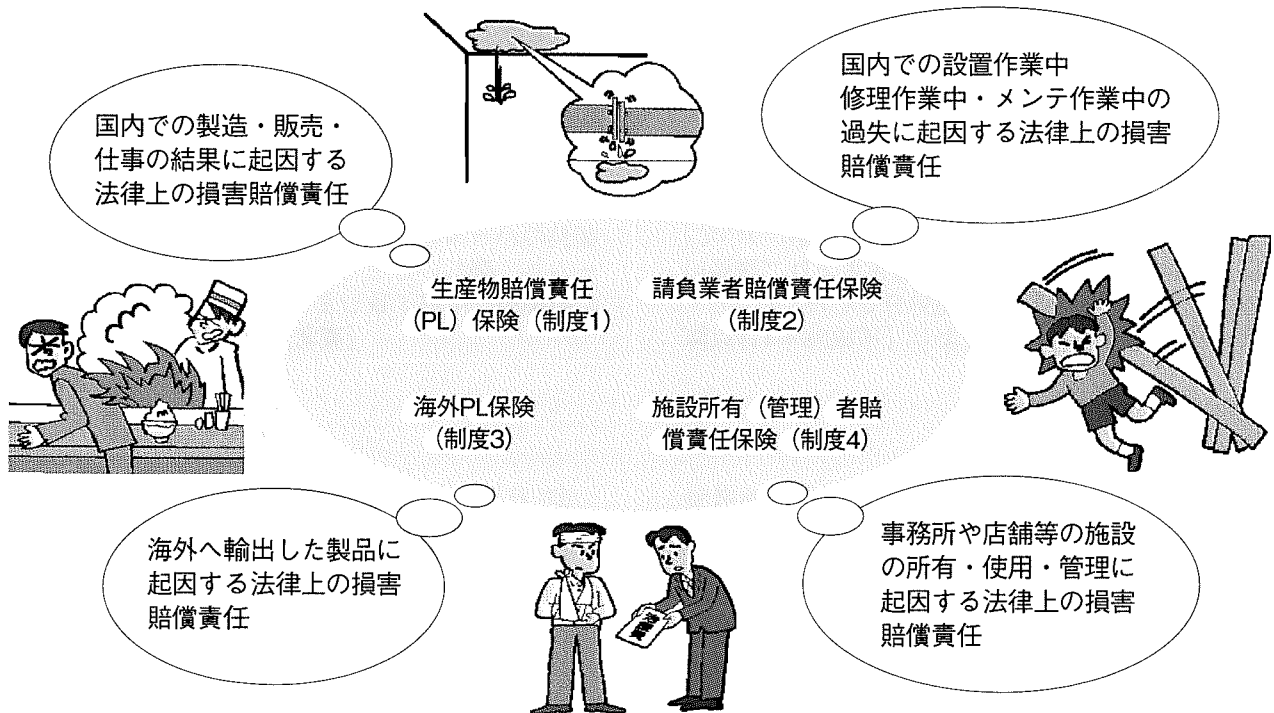 国内での製造・販売・
仕事の結果に起因する
法律上の損害賠償責任
国内での設置作業中
修理作業中・メンテ作業中の
過失に起因する法律上の損害
賠償責任
生産物賠償責任
（PL）保険（制度1）
請負業者賠償責任保険
（制度2）
海外PL保険
（制度3）
施設所有（管理）者賠
償責任保険（制度4）
海外へ輸出した製品に
起因する法律上の損害
賠償責任
事務所や店舗等の施設
の所有・使用・管理に
起因する法律上の損害
賠償責任